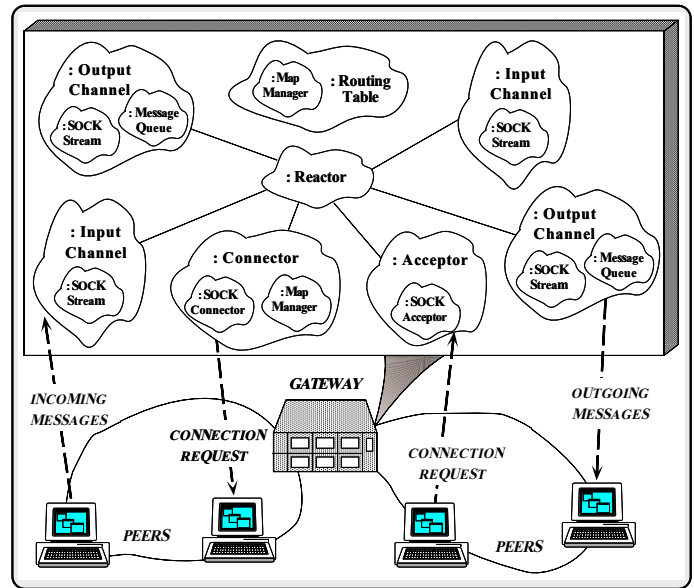 : Output
Channel
: SOCK
Stream
: Message
Queue
: Map
Manager
: Routing
Table
: Input
Channel
: SOCK
Stream
: Reactor
: Input
Channel
: SOCK
Stream
: Connector
: SOCK
Connector
: Map
Manager
: Acceptor
: SOCK
Acceptor
: Output
Channel
: SOCK
Stream
: Message
Queue
INCOMING
MESSAGES
CONNECTION
REQUEST
GATEWAY
CONNECTION
REQUEST
OUTGOING
MESSAGES
PEERS
PEERS